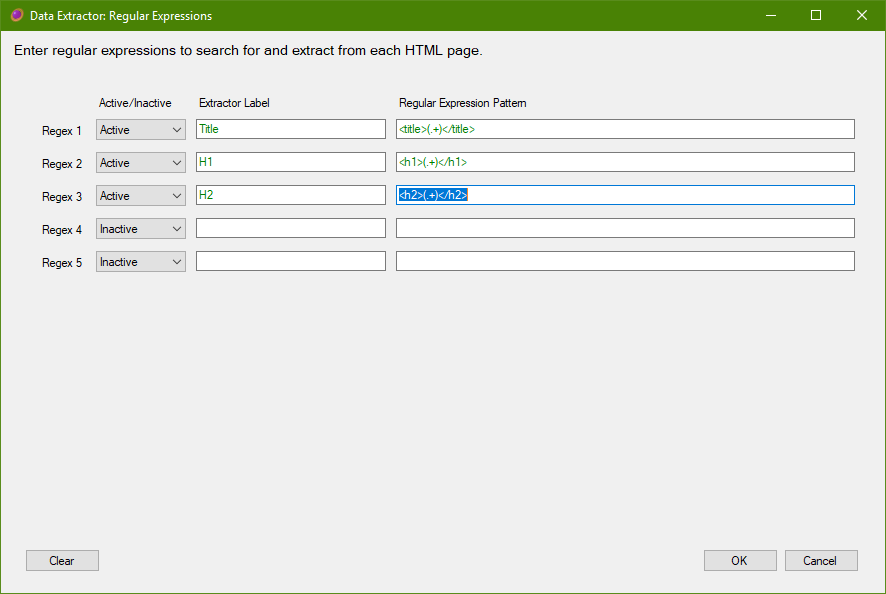 Data Extractor: Regular Expressions
Enter regular expressions to search for and extract from each HTML page.
Active/Inactive Extractor Label Regular Expression Pattern
Regex 1 Active Title <title>(.+)</title>
Regex 2 Active H1 <h1>(.+)</h1>
Regex 3 Active H2 <h2>(.+)</h2>
Regex 4 Inactive
Regex 5 Inactive
Clear OK Cancel